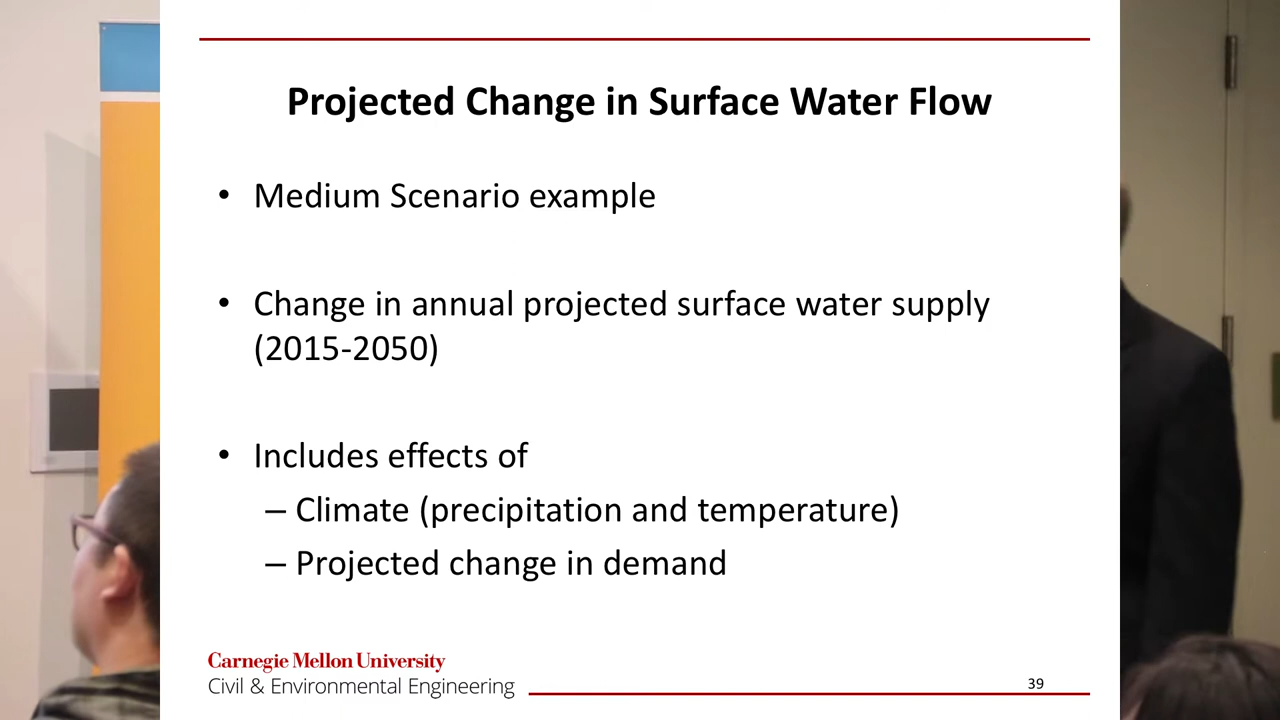 Projected Change in Surface Water Flow
• Medium Scenario example
• Change in annual projected surface water supply
(2015-2050)
• Includes effects of
– Climate (precipitation and temperature)
– Projected change in demand
Carnegie Mellon University
Civil & Environmental Engineering
39